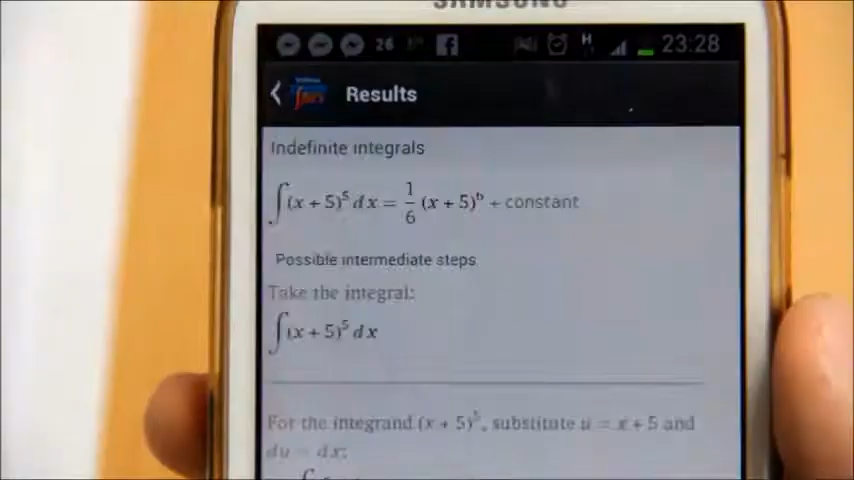 SAMSUNG
26 H 23:28
Results
Indefinite integrals
∫(x + 5)⁵ dx = 1/6 (x + 5)⁶ + constant
Possible intermediate steps
Take the integral:
∫(x + 5)⁵ dx
For the integrand (x + 5)⁵, substitute u = x + 5 and
du = dx: